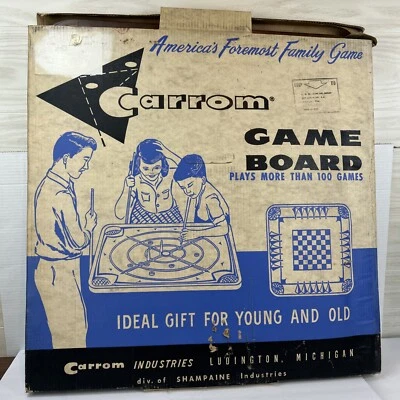 America's Foremost Family Game
Carrom®
GAME
BOARD
PLAYS MORE THAN 100 GAMES
IDEAL GIFT FOR YOUNG AND OLD
Carrom INDUSTRIES LUDINGTON, MICHIGAN
div. of SHAMPAINE Industries